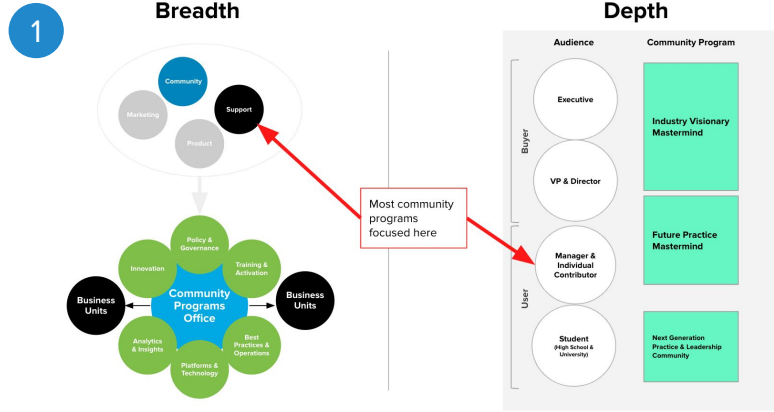 1
Breadth
Community
Marketing
Support
Product
Policy &
Governance
Innovation
Training &
Activation
Business
Units
Community
Programs
Office
Business
Units
Analytics
& Insights
Best
Practices &
Operations
Platforms &
Technology
Most community
programs
focused here
Depth
Audience
Community Program
Buyer
Executive
VP & Director
Industry Visionary
Mastermind
User
Manager &
Individual
Contributor
Future Practice
Mastermind
Student
(High School &
University)
Next Generation
Practice & Leadership
Community